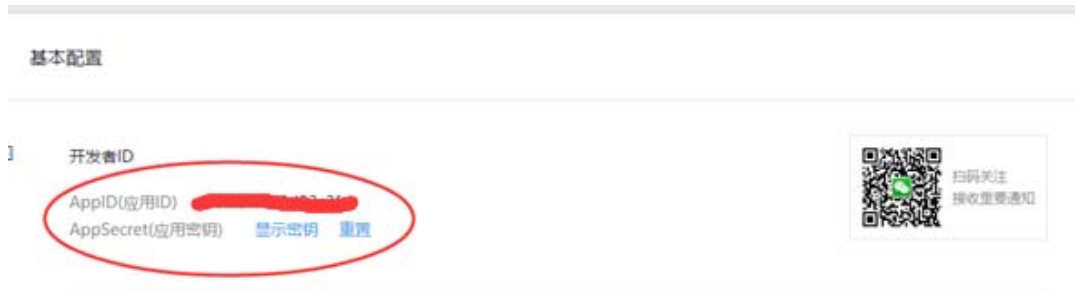 基本配置
开发者ID
AppID(应用ID)
AppSecret(应用密钥) 显示密钥 重置
扫码关注
接收重要通知